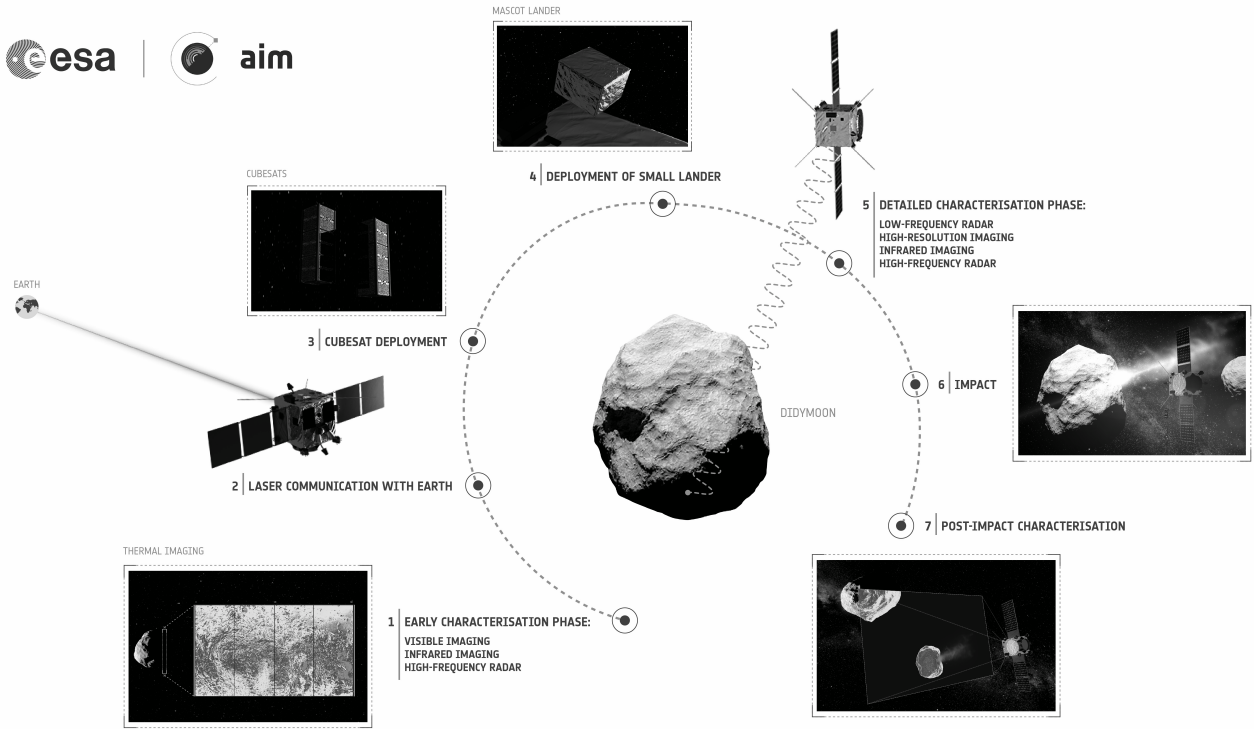 esa
aim
MASCOT LANDER
4 DEPLOYMENT OF SMALL LANDER
CUBESATS
3 CUBESAT DEPLOYMENT
EARTH
2 LASER COMMUNICATION WITH EARTH
THERMAL IMAGING
1 EARLY CHARACTERISATION PHASE:
VISIBLE IMAGING
INFRARED IMAGING
HIGH-FREQUENCY RADAR
5 DETAILED CHARACTERISATION PHASE:
LOW-FREQUENCY RADAR
HIGH-RESOLUTION IMAGING
INFRARED IMAGING
HIGH-FREQUENCY RADAR
6 IMPACT
DIDYMOON
7 POST-IMPACT CHARACTERISATION